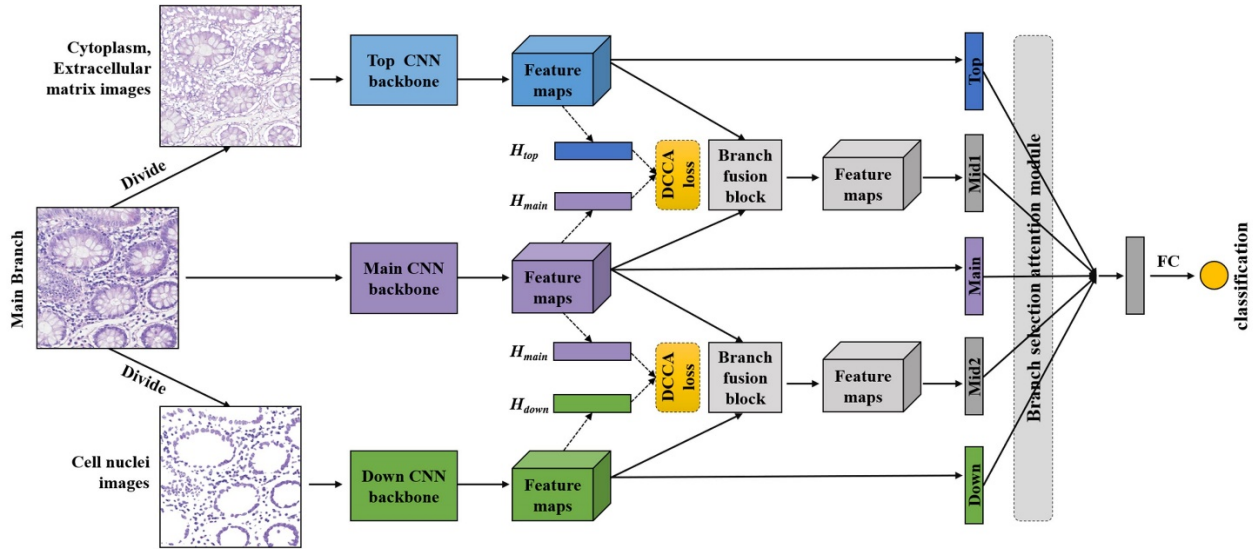 Cytoplasm,
Extracellular
matrix images
Divide
Main Branch
Divide
Cell nuclei
images
Top CNN
backbone
Main CNN
backbone
Down CNN
backbone
Feature
maps
H_top
H_main
DCCA
loss
Branch
fusion
block
Feature
maps
Feature
maps
H_main
H_down
DCCA
loss
Branch
fusion
block
Feature
maps
Feature
maps
Top
Mid1
Main
Mid2
Down
Branch selection attention module
FC
classification